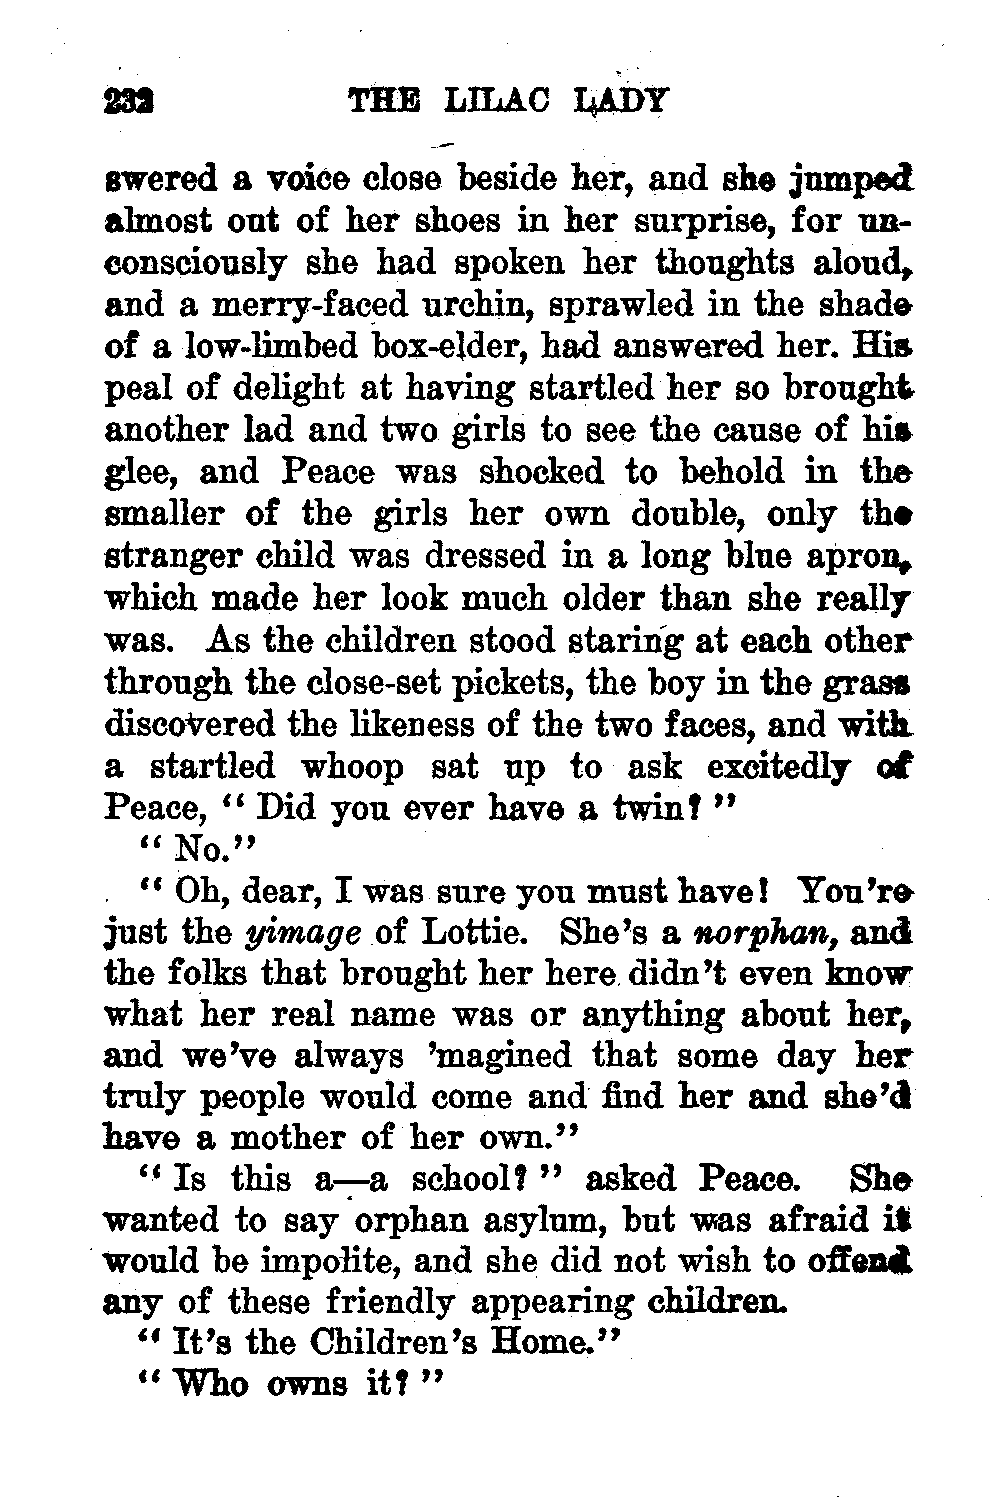 232 THE LILAC LADY
swered a voice close beside her, and she jumped
almost out of her shoes in her surprise, for un-
consciously she had spoken her thoughts aloud,
and a merry-faced urchin, sprawled in the shade
of a low-limbed box-elder, had answered her. His
peal of delight at having startled her so brought
another lad and two girls to see the cause of his
glee, and Peace was shocked to behold in the
smaller of the girls her own double, only the
stranger child was dressed in a long blue apron,
which made her look much older than she really
was. As the children stood staring at each other
through the close-set pickets, the boy in the grass
discovered the likeness of the two faces, and with
a startled whoop sat up to ask excitedly of
Peace, “ Did you ever have a twin? ”
“ No.”
“ Oh, dear, I was sure you must have! You’re
just the yimage of Lottie. She’s a norphan, and
the folks that brought her here didn’t even know
what her real name was or anything about her,
and we’ve always ’magined that some day her
truly people would come and find her and she’d
have a mother of her own.”
“ Is this a—a school? ” asked Peace. She
wanted to say orphan asylum, but was afraid it
would be impolite, and she did not wish to offend
any of these friendly appearing children.
“ It’s the Children’s Home.”
“ Who owns it? ”